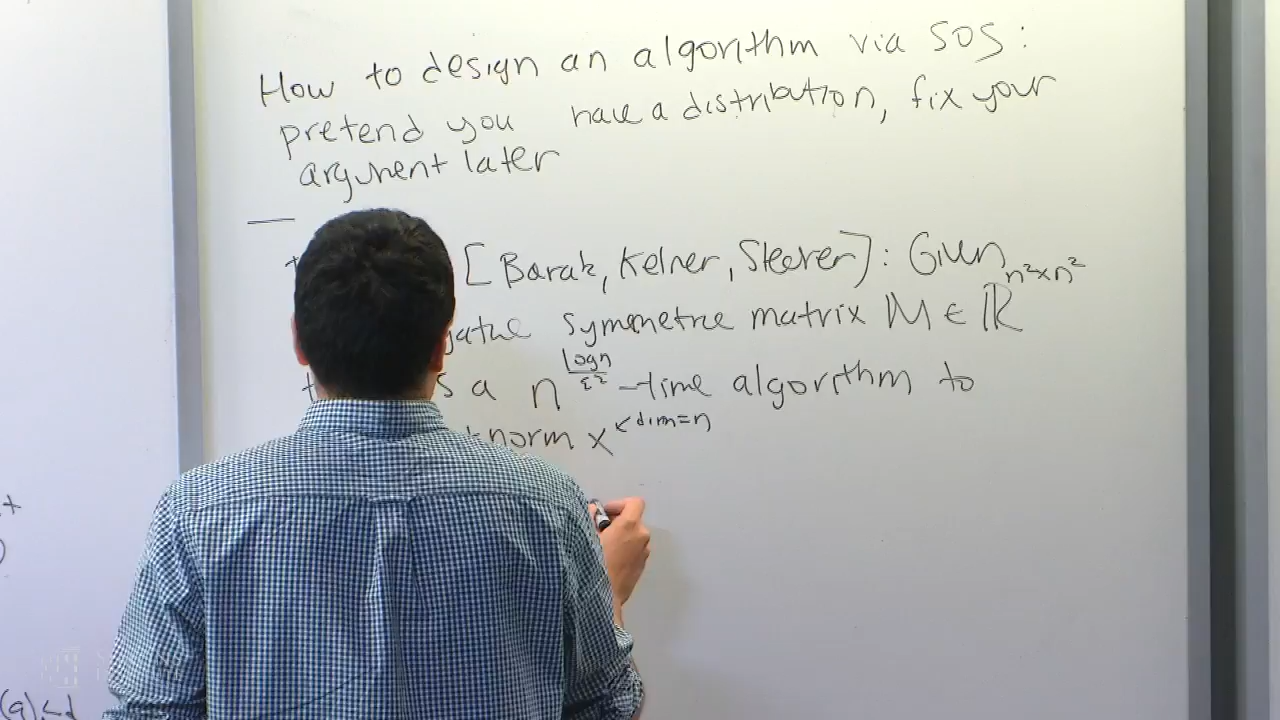 How to design an algorithm via SOS:
pretend you have a distribution, fix your
argument later
[Barak, Kelner, Steurer]: Given
symmetric matrix M ∈ ℝ^{n²×n²}
s a n^{\frac{\log n}{ε²}}-time algorithm to
norm x ↙dim=n